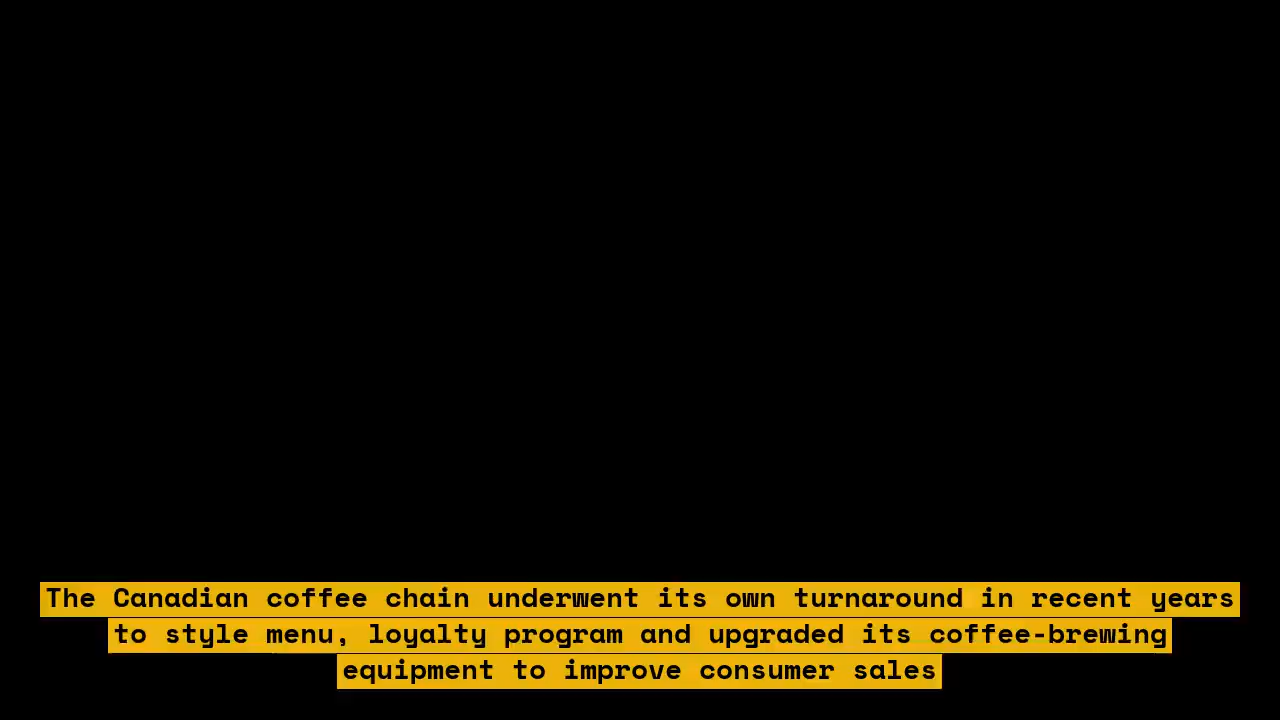 The Canadian coffee chain underwent its own turnaround in recent years
to style menu, loyalty program and upgraded its coffee-brewing
equipment to improve consumer sales